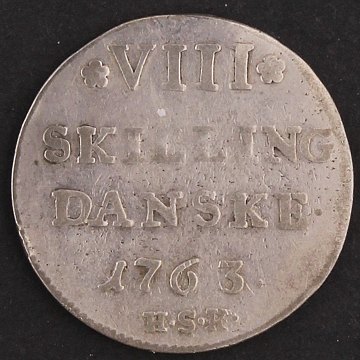 VIII
SKILLING
DANSKE
1763.
H·S·K·